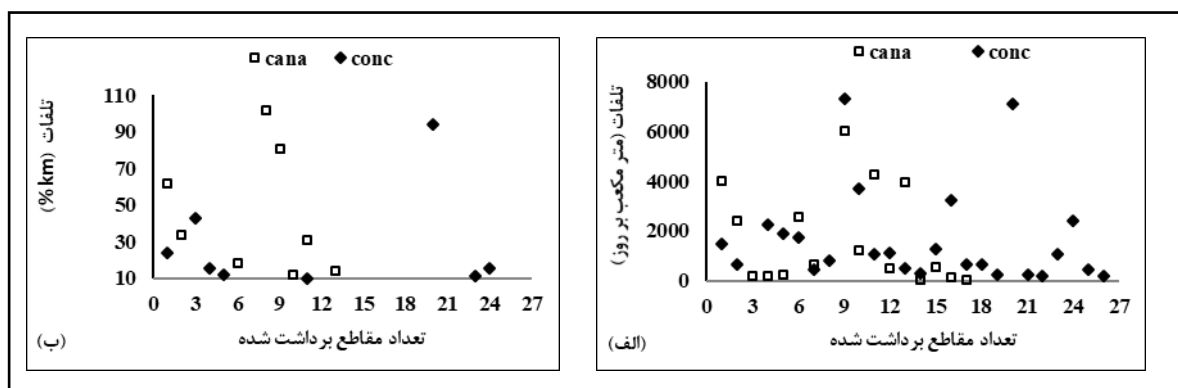 cana conc
تلفات (%km)
110
90
70
50
30
10
0 3 6 9 12 15 18 21 24 27
تعداد مقاطع برداشت شده
(ب)
cana conc
تلفات (متر مکعب بر روز)
8000
6000
4000
2000
0
0 3 6 9 12 15 18 21 24 27
تعداد مقاطع برداشت شده
(الف)